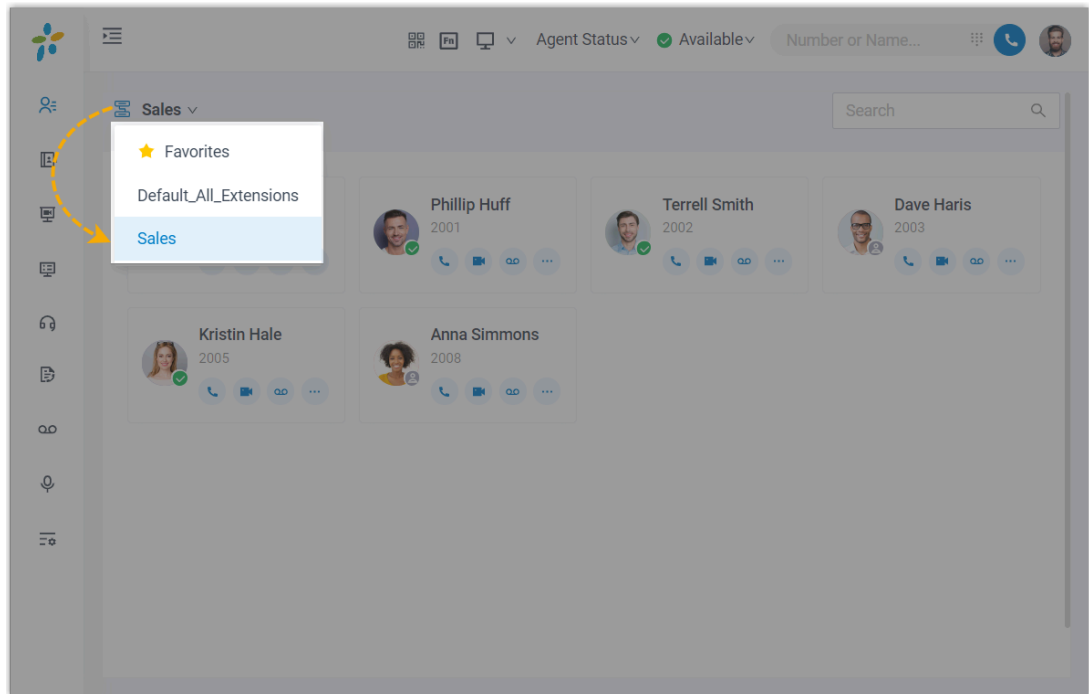 Fn Agent Status Available Number or Name...
Sales Search
Favorites
Default_All_Extensions
Sales
Phillip Huff Terrell Smith Dave Haris
2001 2002 2003
Kristin Hale Anna Simmons
2005 2008